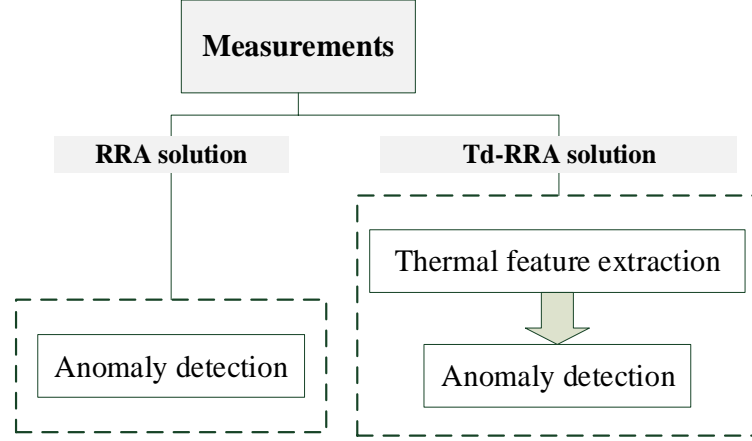 Measurements
RRA solution
Td-RRA solution
Thermal feature extraction
Anomaly detection
Anomaly detection